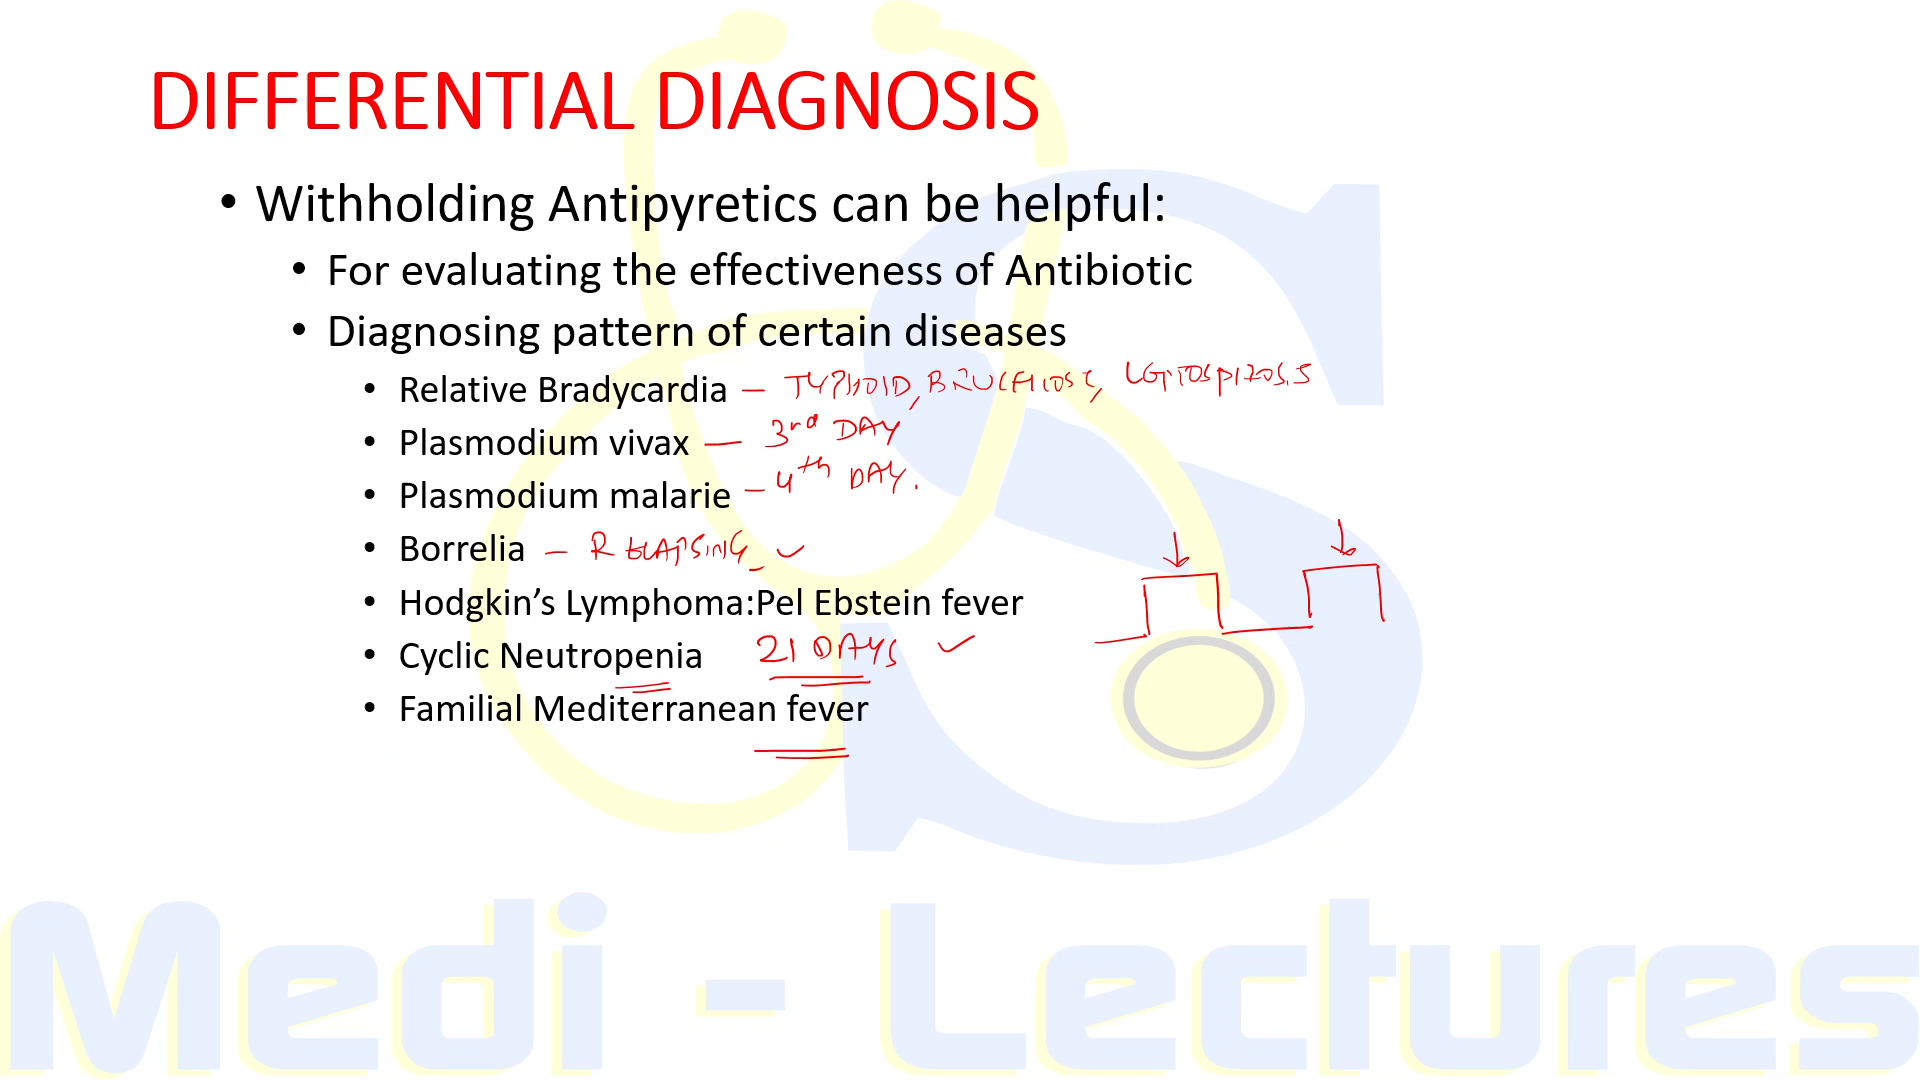 DIFFERENTIAL DIAGNOSIS
• Withholding Antipyretics can be helpful:
• For evaluating the effectiveness of Antibiotic
• Diagnosing pattern of certain diseases
• Relative Bradycardia – TYPHOID, BRUCELLOSIS, LEPTOSPIROSIS
• Plasmodium vivax — 3rd DAY
• Plasmodium malarie – 4th DAY.
• Borrelia – RELAPSING ✓
• Hodgkin’s Lymphoma:Pel Ebstein fever
• Cyclic Neutropenia 21 DAYS ✓
• Familial Mediterranean fever
Medi - Lectures